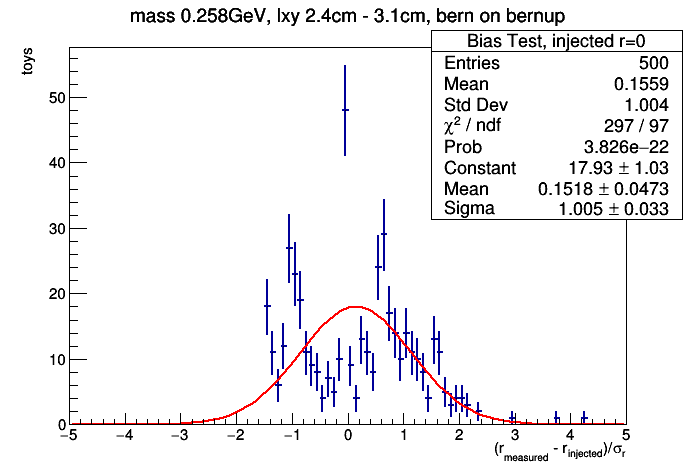 mass 0.258GeV, lxy 2.4cm - 3.1cm, bern on bernup
toys
Bias Test, injected r=0
Entries 500
Mean 0.1559
Std Dev 1.004
χ² / ndf 297 / 97
Prob 3.826e−22
Constant 17.93 ± 1.03
Mean 0.1518 ± 0.0473
Sigma 1.005 ± 0.033
50
40
30
20
10
0
−5 −4 −3 −2 −1 0 1 2 3 4 5
(r_measured - r_injected)/σ_r